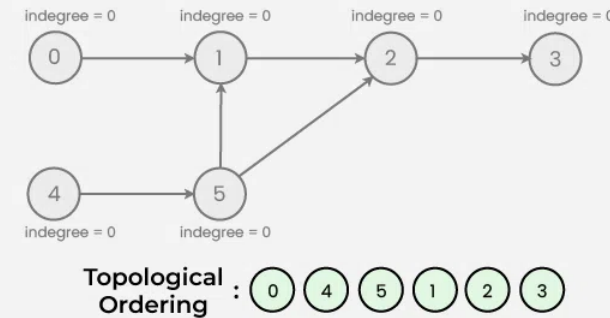 indegree = 0 indegree = 0 indegree = 0 indegree = 0
0 1 2 3
4 5
indegree = 0 indegree = 0
Topological
Ordering : 0 4 5 1 2 3